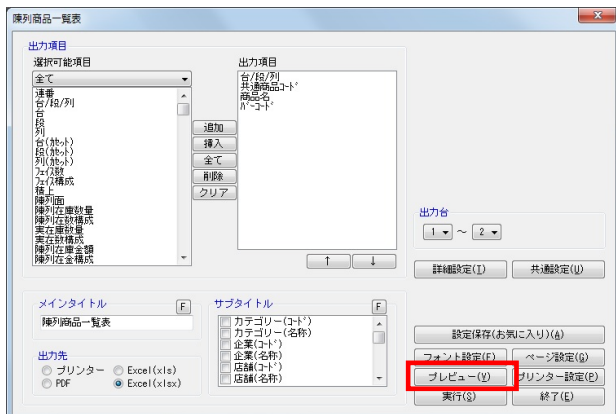 陳列商品一覧表
出力項目
選択可能項目
全て
連番
台/段/列
台
段
列
台(ｶｾｯﾄ)
段(ｶｾｯﾄ)
列(ｶｾｯﾄ)
ﾌｪｲｽ数
ﾌｪｲｽ構成
積上
陳列面
陳列在庫数量
陳列在数構成
実在庫数量
実在数構成
陳列在庫金額
陳列在金構成
追加
挿入
全て
削除
クリア
出力項目
台/段/列
共通商品ｺｰﾄﾞ
商品名
ﾊﾞｰｺｰﾄﾞ
↑
↓
出力台
1 ～ 2
詳細設定(I)
共通設定(U)
メインタイトル
F
陳列商品一覧表
出力先
プリンター
Excel(xls)
PDF
Excel(xlsx)
サブタイトル
F
カテゴリー(ｺｰﾄﾞ)
カテゴリー(名称)
企業(ｺｰﾄﾞ)
企業(名称)
店舗(ｺｰﾄﾞ)
店舗(名称)
設定保存(お気に入り)(A)
フォント設定(F)
ページ設定(G)
プレビュー(V)
プリンター設定(P)
実行(S)
終了(E)